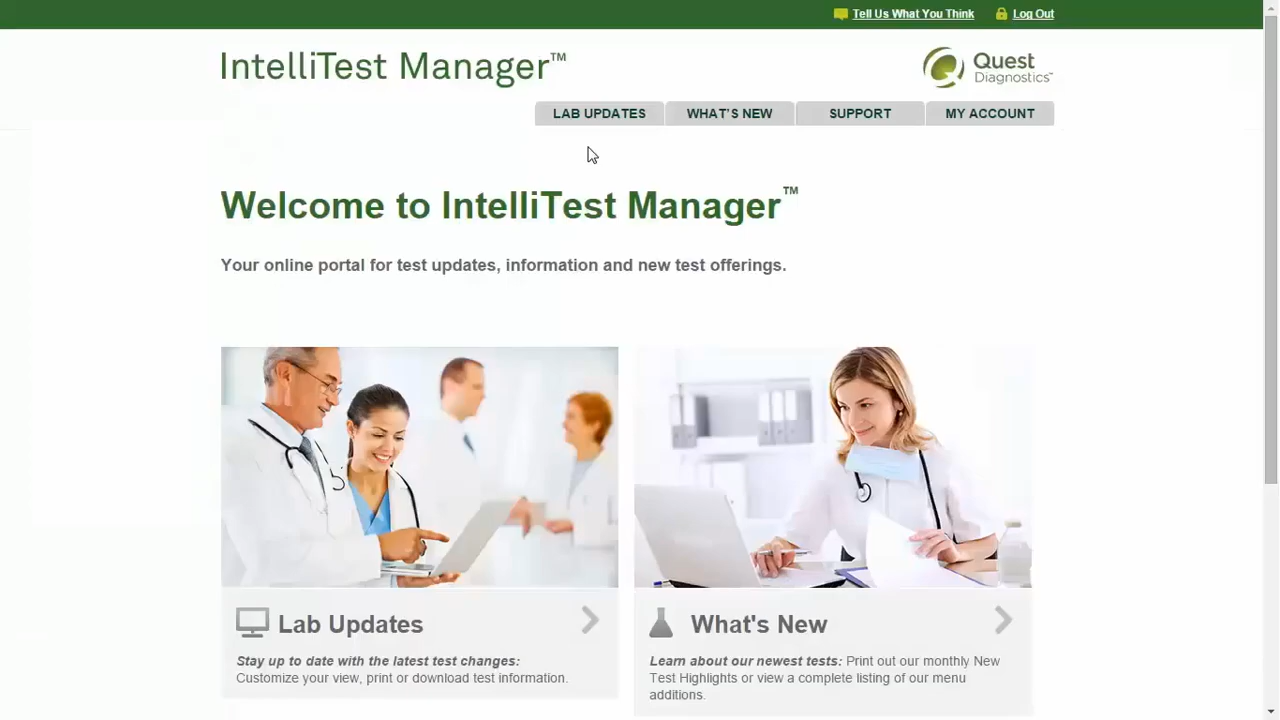 Tell Us What You Think
Log Out
IntelliTest Manager™
Quest
Diagnostics™
LAB UPDATES
WHAT'S NEW
SUPPORT
MY ACCOUNT
Welcome to IntelliTest Manager™
Your online portal for test updates, information and new test offerings.
Lab Updates
Stay up to date with the latest test changes:
Customize your view, print or download test information.
What's New
Learn about our newest tests: Print out our monthly New
Test Highlights or view a complete listing of our menu
additions.